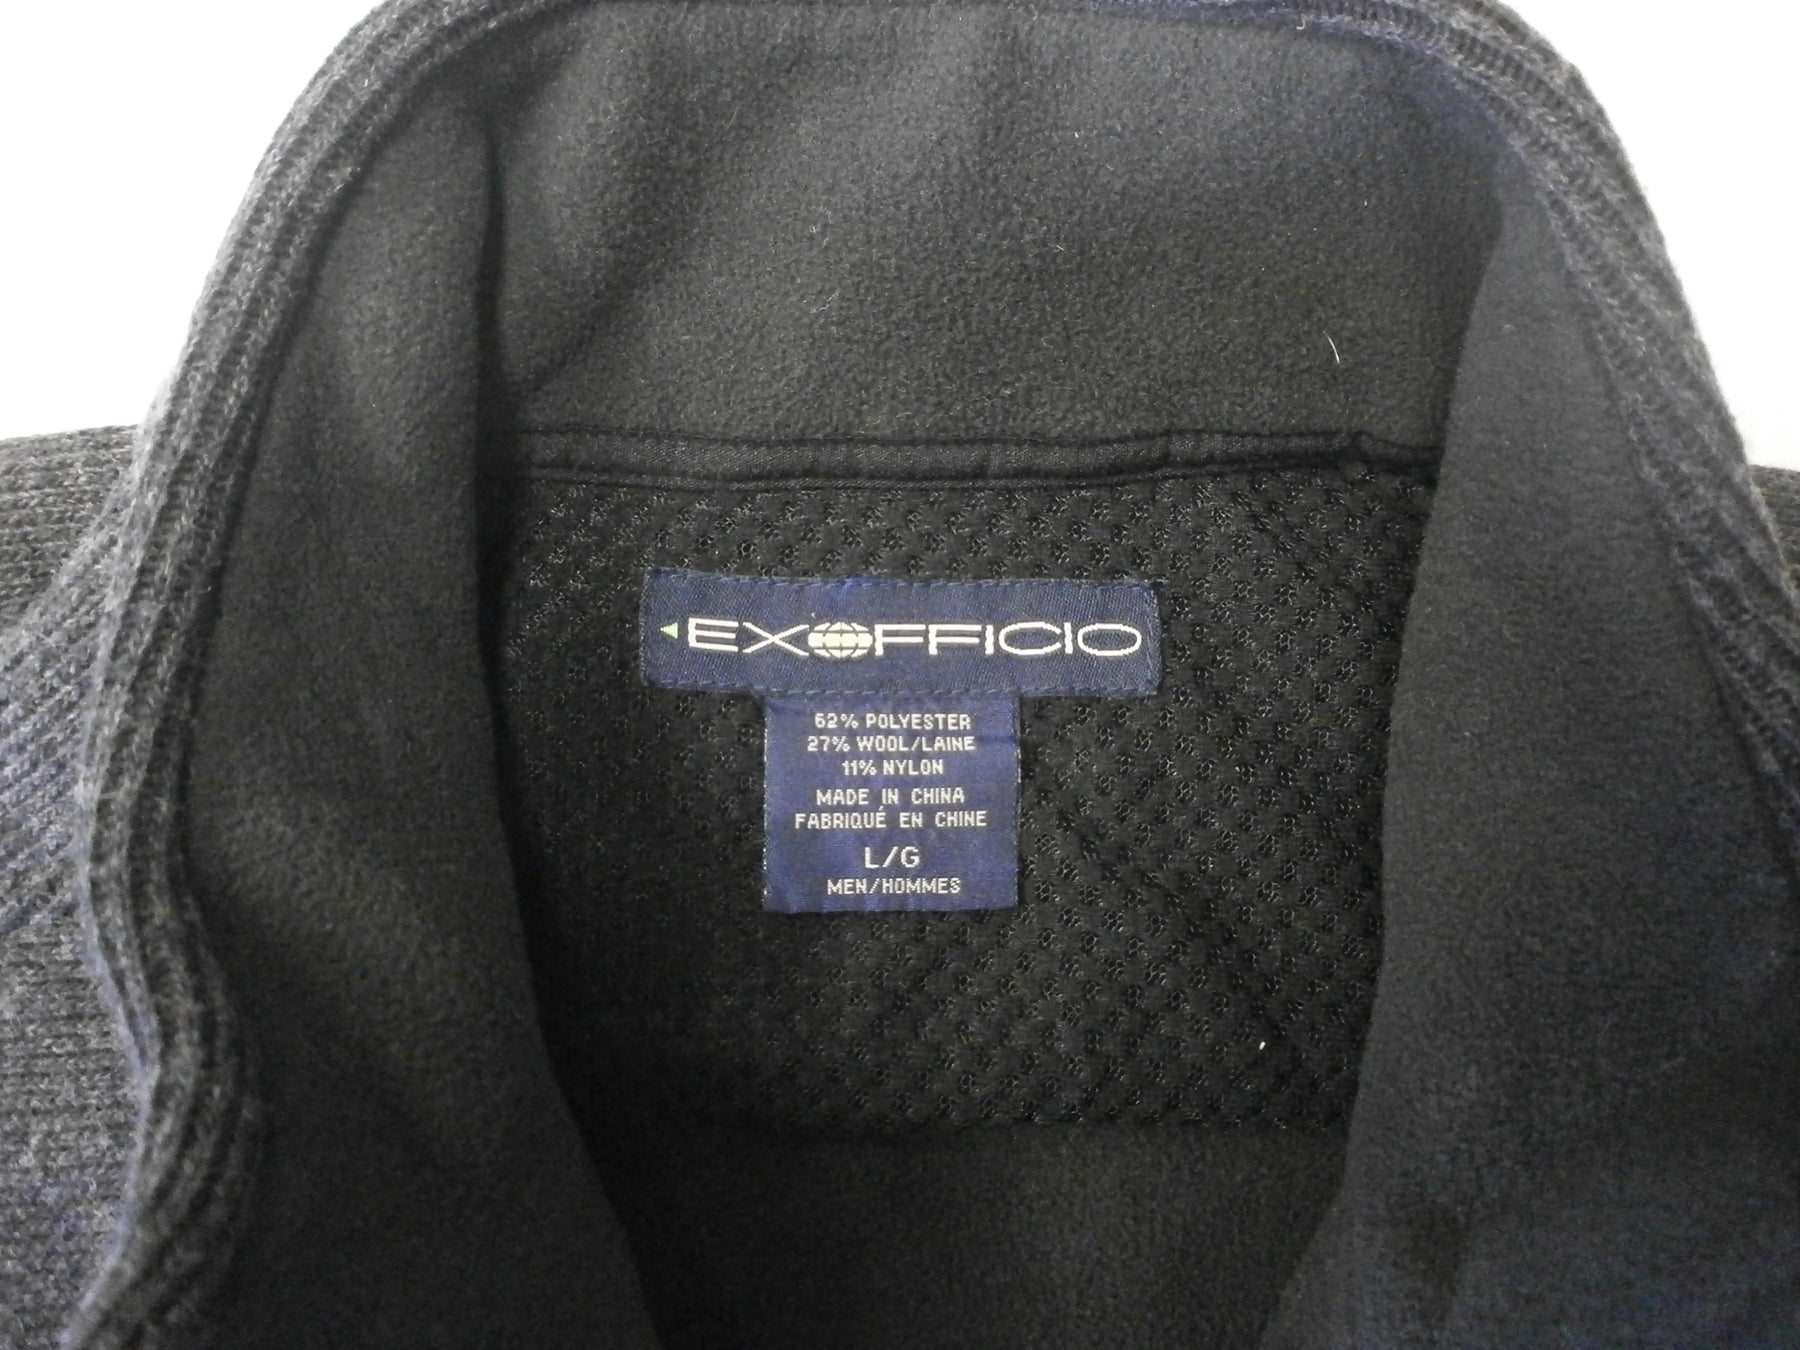 EXOFFICIO
62% POLYESTER
27% WOOL/LAINE
11% NYLON
MADE IN CHINA
FABRIQUÉ EN CHINE
L/G
MEN/HOMMES